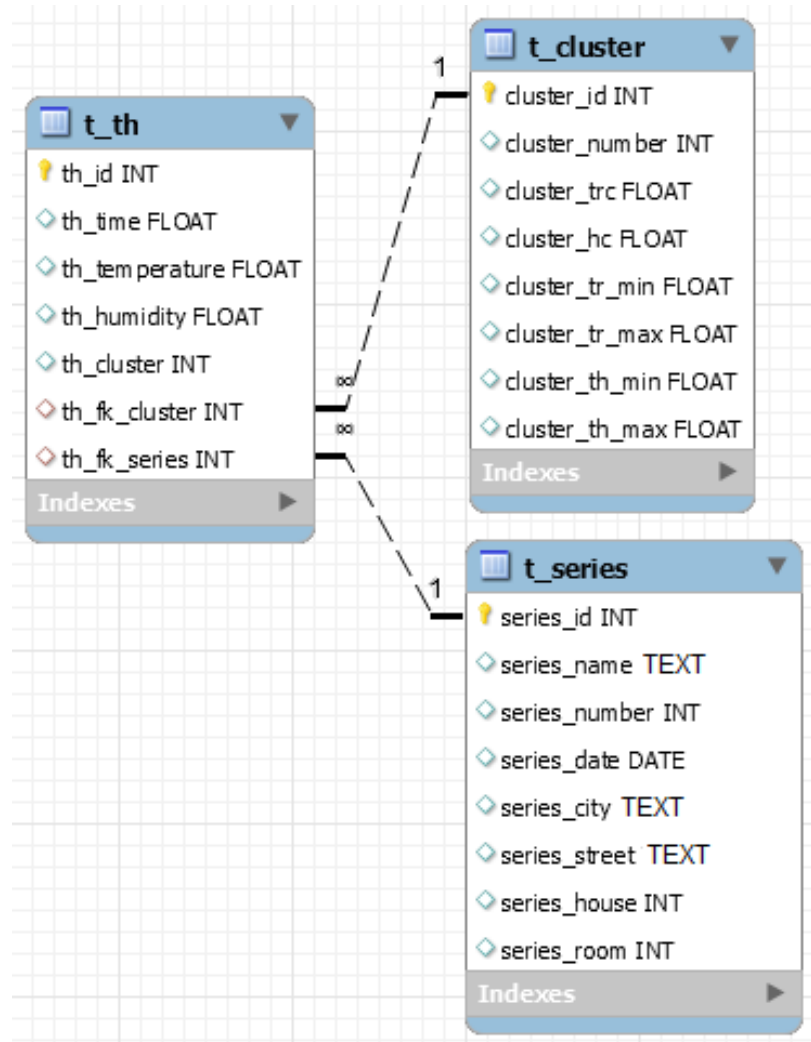 t_th
th_id INT
th_time FLOAT
th_temperature FLOAT
th_humidity FLOAT
th_cluster INT
th_fk_cluster INT
th_fk_series INT
Indexes
∞
∞
1
1
t_cluster
cluster_id INT
cluster_number INT
cluster_trc FLOAT
cluster_hc FLOAT
cluster_tr_min FLOAT
cluster_tr_max FLOAT
cluster_th_min FLOAT
cluster_th_max FLOAT
Indexes
t_series
series_id INT
series_name TEXT
series_number INT
series_date DATE
series_city TEXT
series_street TEXT
series_house INT
series_room INT
Indexes